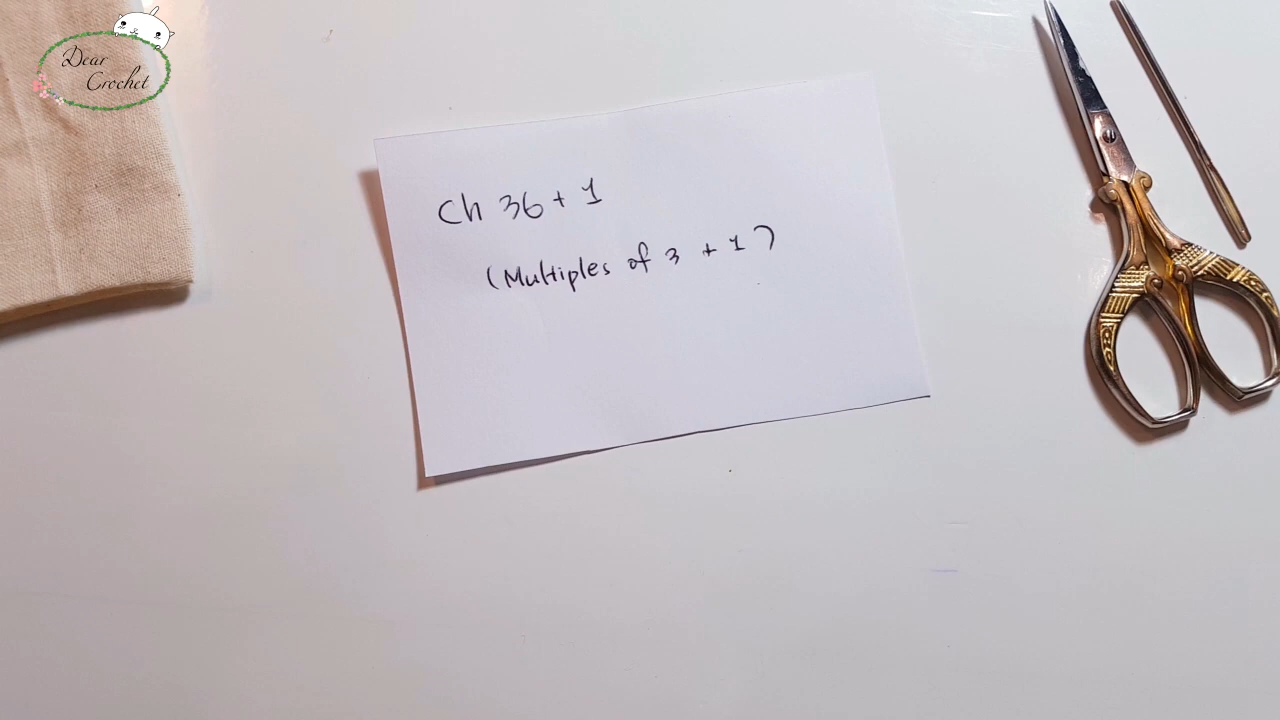 Dear
Crochet
Ch 36 + 1
(Multiples of 3 + 1)